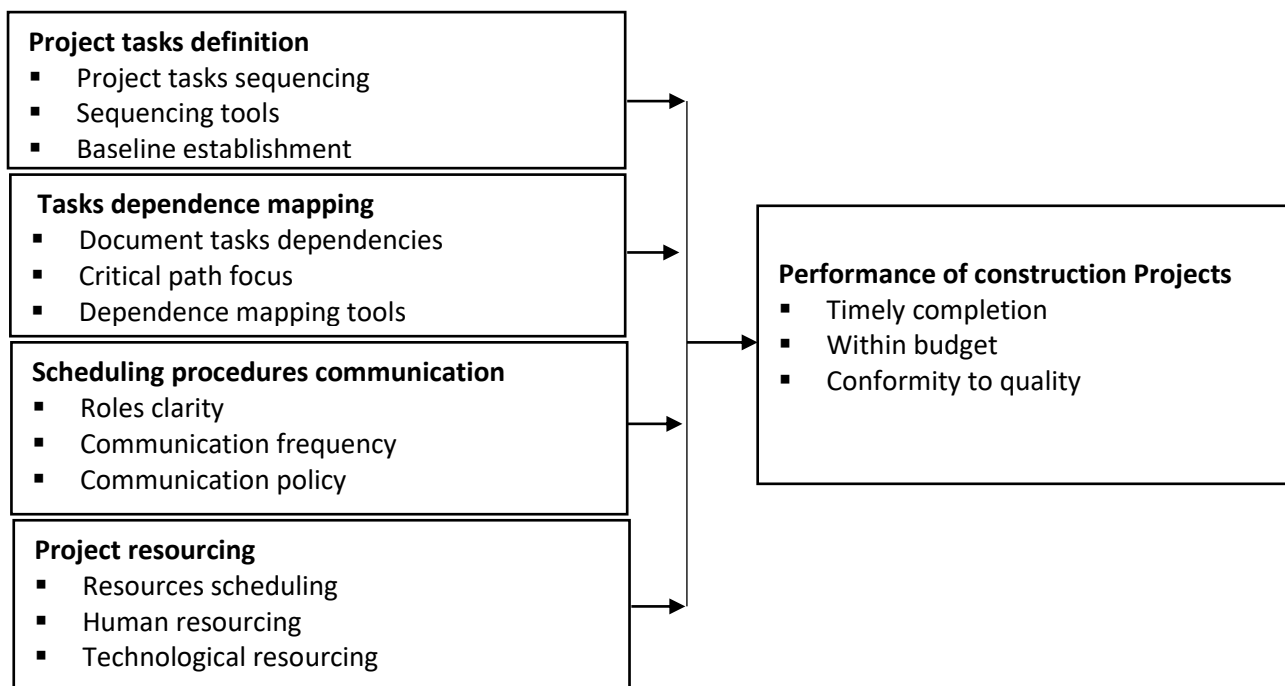 Project tasks definition
▪ Project tasks sequencing
▪ Sequencing tools
▪ Baseline establishment
Tasks dependence mapping
▪ Document tasks dependencies
▪ Critical path focus
▪ Dependence mapping tools
Scheduling procedures communication
▪ Roles clarity
▪ Communication frequency
▪ Communication policy
Project resourcing
▪ Resources scheduling
▪ Human resourcing
▪ Technological resourcing
Performance of construction Projects
▪ Timely completion
▪ Within budget
▪ Conformity to quality